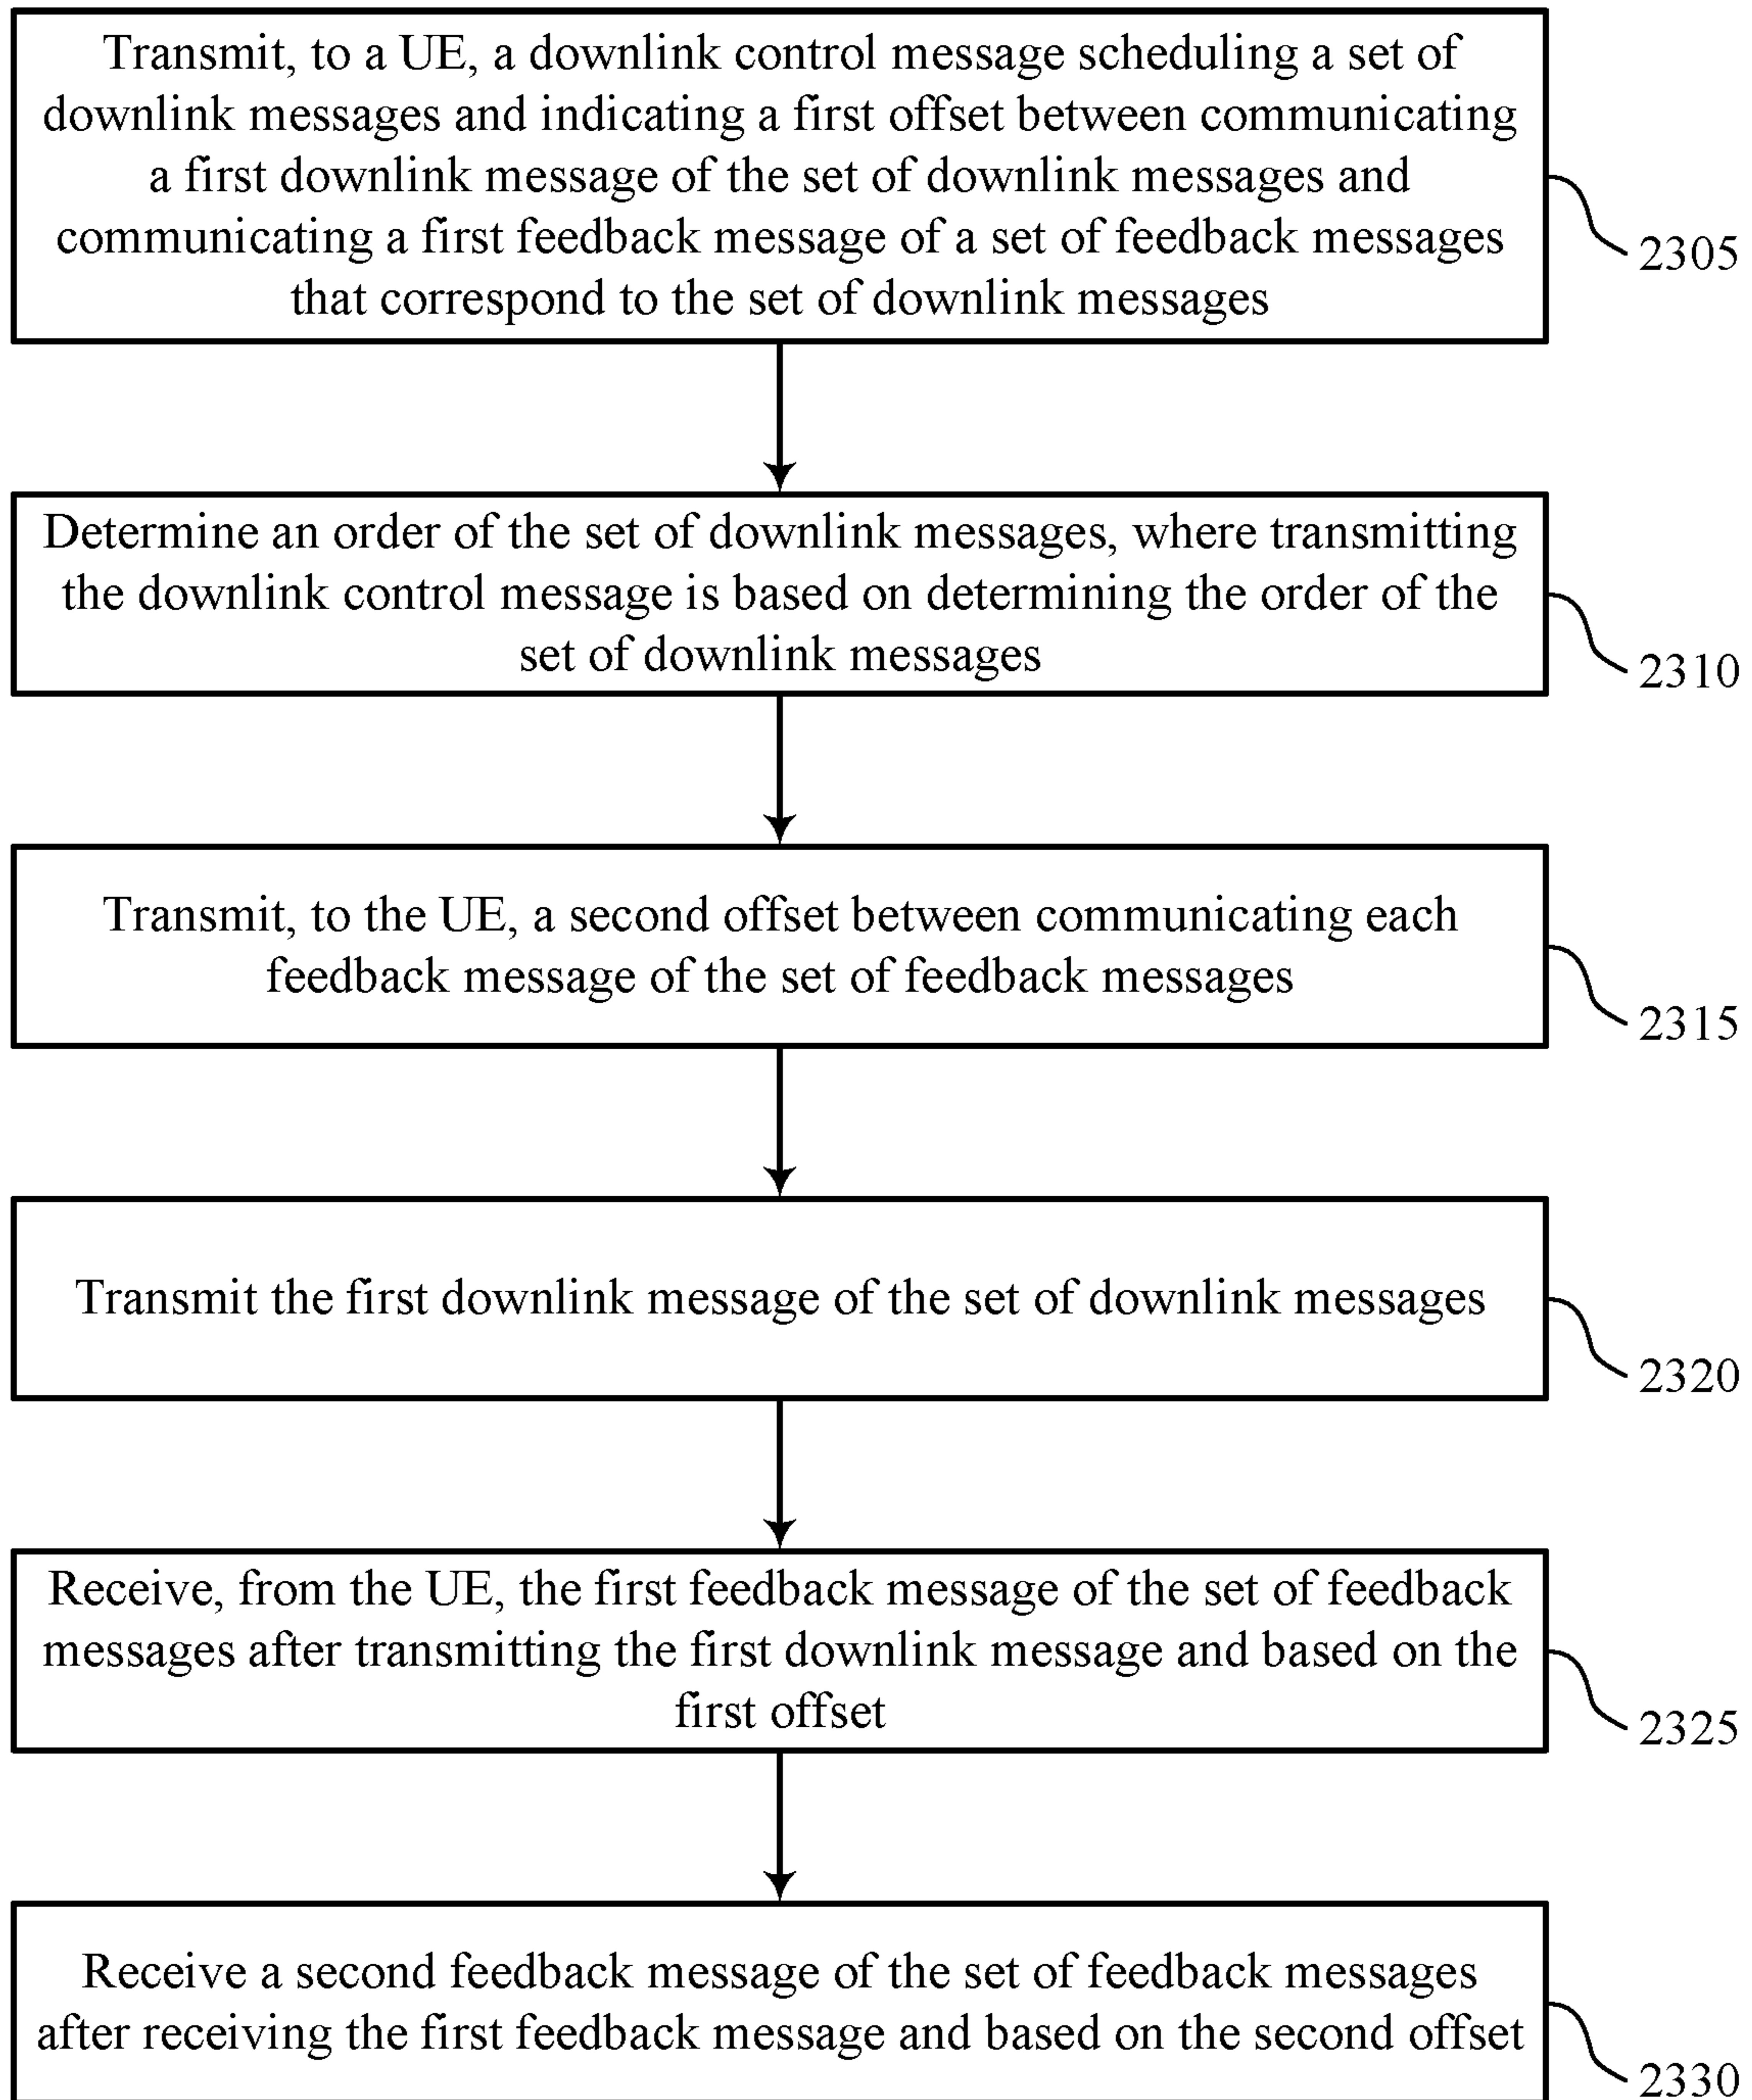 Transmit, to a UE, a downlink control message scheduling a set of
downlink messages and indicating a first offset between communicating
a first downlink message of the set of downlink messages and
communicating a first feedback message of a set of feedback messages
that correspond to the set of downlink messages
2305
Determine an order of the set of downlink messages, where transmitting
the downlink control message is based on determining the order of the
set of downlink messages
2310
Transmit, to the UE, a second offset between communicating each
feedback message of the set of feedback messages
2315
Transmit the first downlink message of the set of downlink messages
2320
Receive, from the UE, the first feedback message of the set of feedback
messages after transmitting the first downlink message and based on the
first offset
2325
Receive a second feedback message of the set of feedback messages
after receiving the first feedback message and based on the second offset
2330